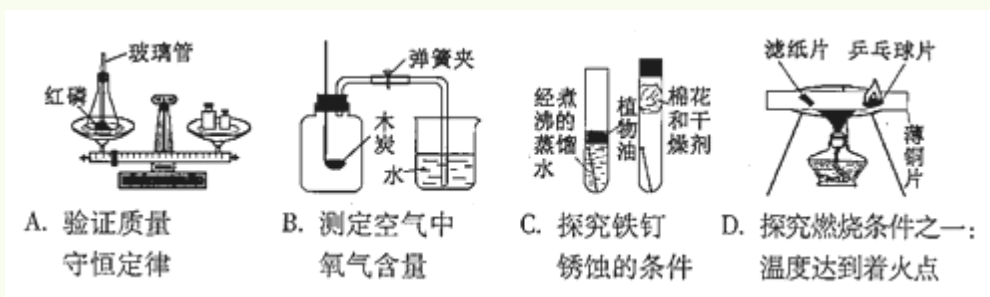 玻璃管
红磷
弹簧夹
木
炭
水
经煮
沸的
蒸馏
水
植
物
油
棉花
和干
燥剂
滤纸片 乒乓球片
薄
铜
片
A. 验证质量
守恒定律
B. 测定空气中
氧气含量
C. 探究铁钉
锈蚀的条件
D. 探究燃烧条件之一:
温度达到着火点